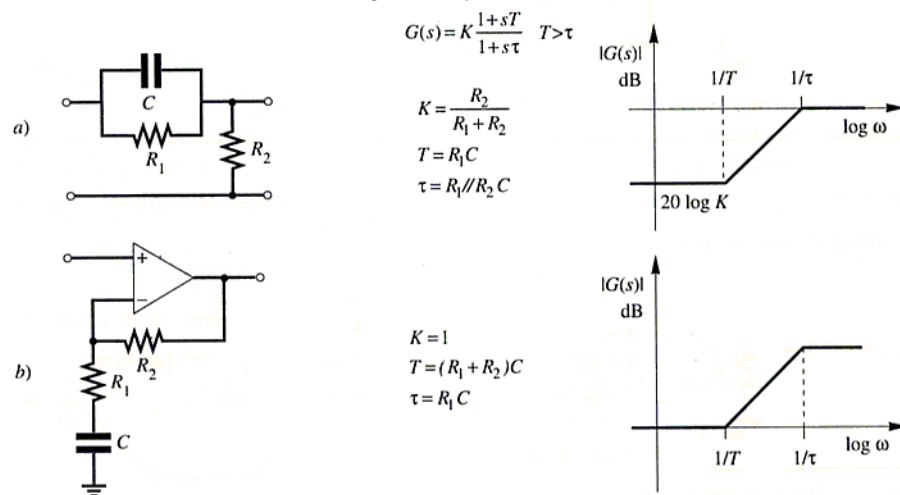 G(s) = K 1+sT / 1+sτ T>τ
a)
C
R₁
R₂
K = R₂ / R₁ + R₂
T = R₁C
τ = R₁//R₂ C
|G(s)|
dB
1/T
1/τ
log ω
20 log K
b)
+
−
R₂
R₁
C
K = 1
T = (R₁ + R₂)C
τ = R₁C
|G(s)|
dB
log ω
1/T
1/τ